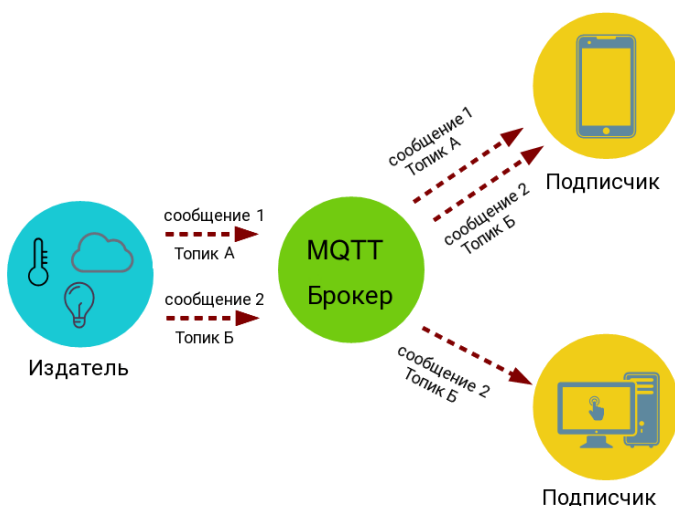 сообщение 1
Топик А
сообщение 2
Топик Б
Издатель
MQTT
Брокер
сообщение 1
Топик А
сообщение 2
Топик Б
Подписчик
сообщение 2
Топик Б
Подписчик